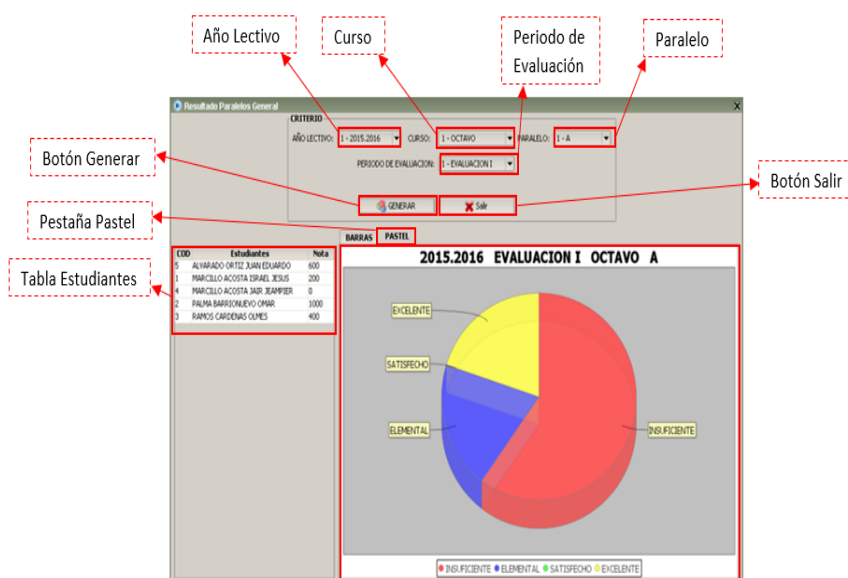 Año Lectivo
Curso
Periodo de
Evaluación
Paralelo
Resultado Paralelos General
X
CRITERIO
AÑO LECTIVO:
1 - 2015.2016
CURSO:
1 - OCTAVO
PARALELO:
1 - A
PERIODO DE EVALUACION:
1 - EVALUACION I
Botón Generar
Botón Salir
GENERAR
Salir
Pestaña Pastel
BARRAS
PASTEL
Tabla Estudiantes
COD Estudiantes Nota
5 ALVARADO ORTIZ JUAN EDUARDO 600
1 MARCILLO ACOSTA ISRAEL JESUS 200
4 MARCILLO ACOSTA JAIR JEAMPIER 0
2 PALMA BARRIONUEVO OMAR 1000
3 RAMOS CARDENAS OLMES 400
2015.2016 EVALUACION I OCTAVO A
EXCELENTE
SATISFECHO
ELEMENTAL
INSUFICIENTE
INSUFICIENTE ELEMENTAL SATISFECHO EXCELENTE